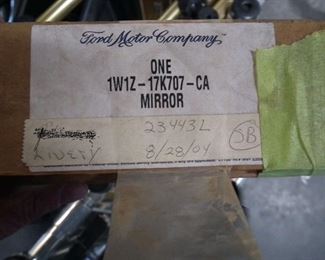 Ford Motor Company
ONE
1W1Z-17K707-CA
MIRROR
23443L
8/28/04
SB